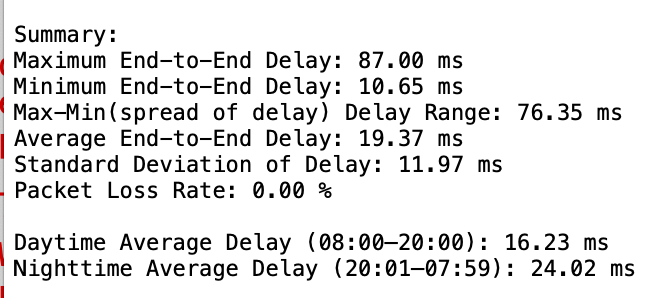 Summary:
Maximum End-to-End Delay: 87.00 ms
Minimum End-to-End Delay: 10.65 ms
Max-Min(spread of delay) Delay Range: 76.35 ms
Average End-to-End Delay: 19.37 ms
Standard Deviation of Delay: 11.97 ms
Packet Loss Rate: 0.00 %
Daytime Average Delay (08:00–20:00): 16.23 ms
Nighttime Average Delay (20:01–07:59): 24.02 ms